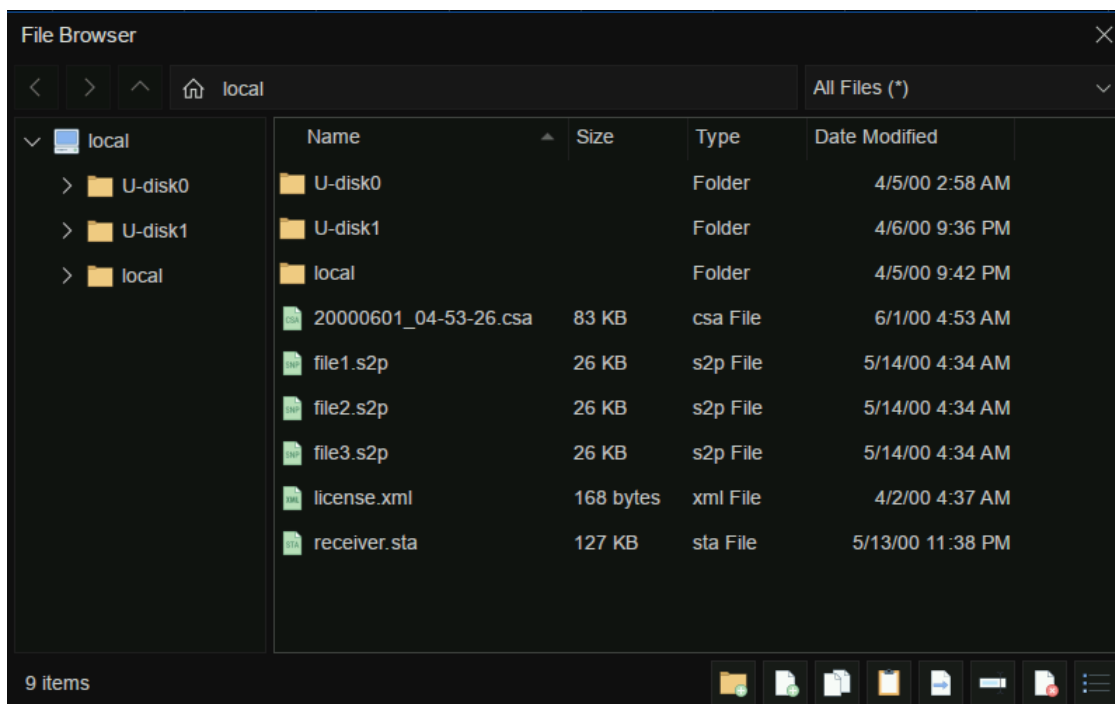 File Browser
local
All Files (*)
local
U-disk0
U-disk1
local
Name Size Type Date Modified
U-disk0 Folder 4/5/00 2:58 AM
U-disk1 Folder 4/6/00 9:36 PM
local Folder 4/5/00 9:42 PM
CSA 20000601_04-53-26.csa 83 KB csa File 6/1/00 4:53 AM
SNP file1.s2p 26 KB s2p File 5/14/00 4:34 AM
SNP file2.s2p 26 KB s2p File 5/14/00 4:34 AM
SNP file3.s2p 26 KB s2p File 5/14/00 4:34 AM
XML license.xml 168 bytes xml File 4/2/00 4:37 AM
STA receiver.sta 127 KB sta File 5/13/00 11:38 PM
9 items